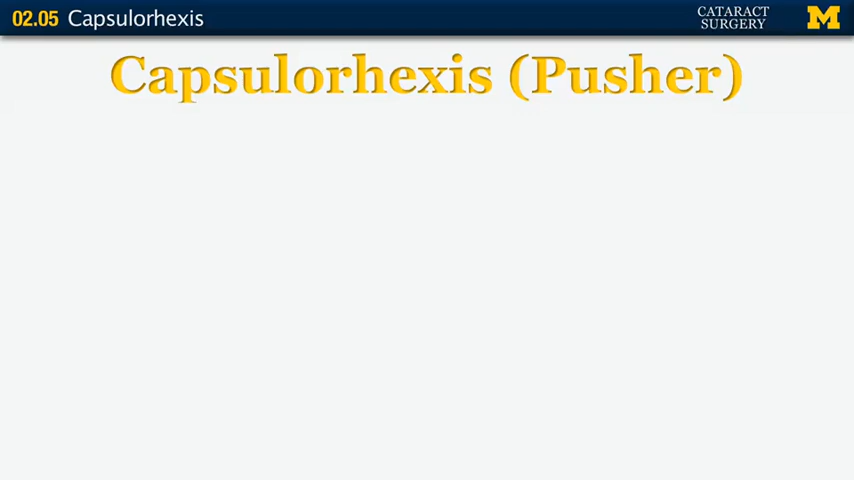 02.05 Capsulorhexis
CATARACT
SURGERY
M
Capsulorhexis (Pusher)